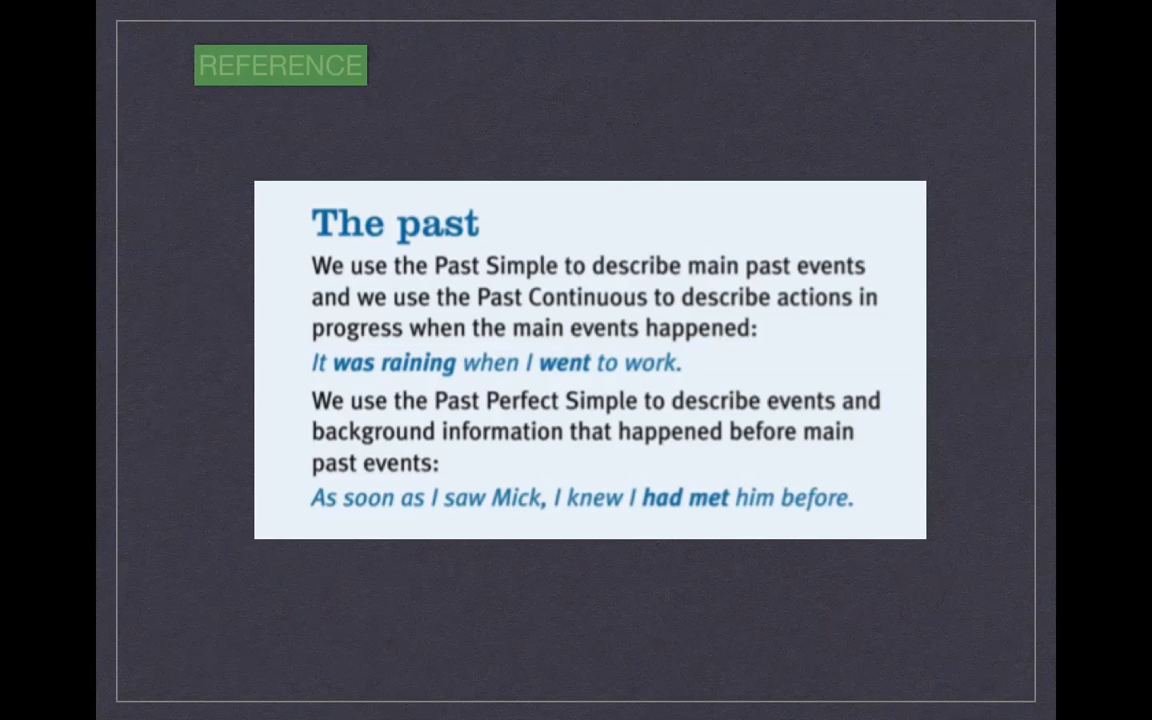 REFERENCE
The past
We use the Past Simple to describe main past events
and we use the Past Continuous to describe actions in
progress when the main events happened:
It was raining when I went to work.
We use the Past Perfect Simple to describe events and
background information that happened before main
past events:
As soon as I saw Mick, I knew I had met him before.